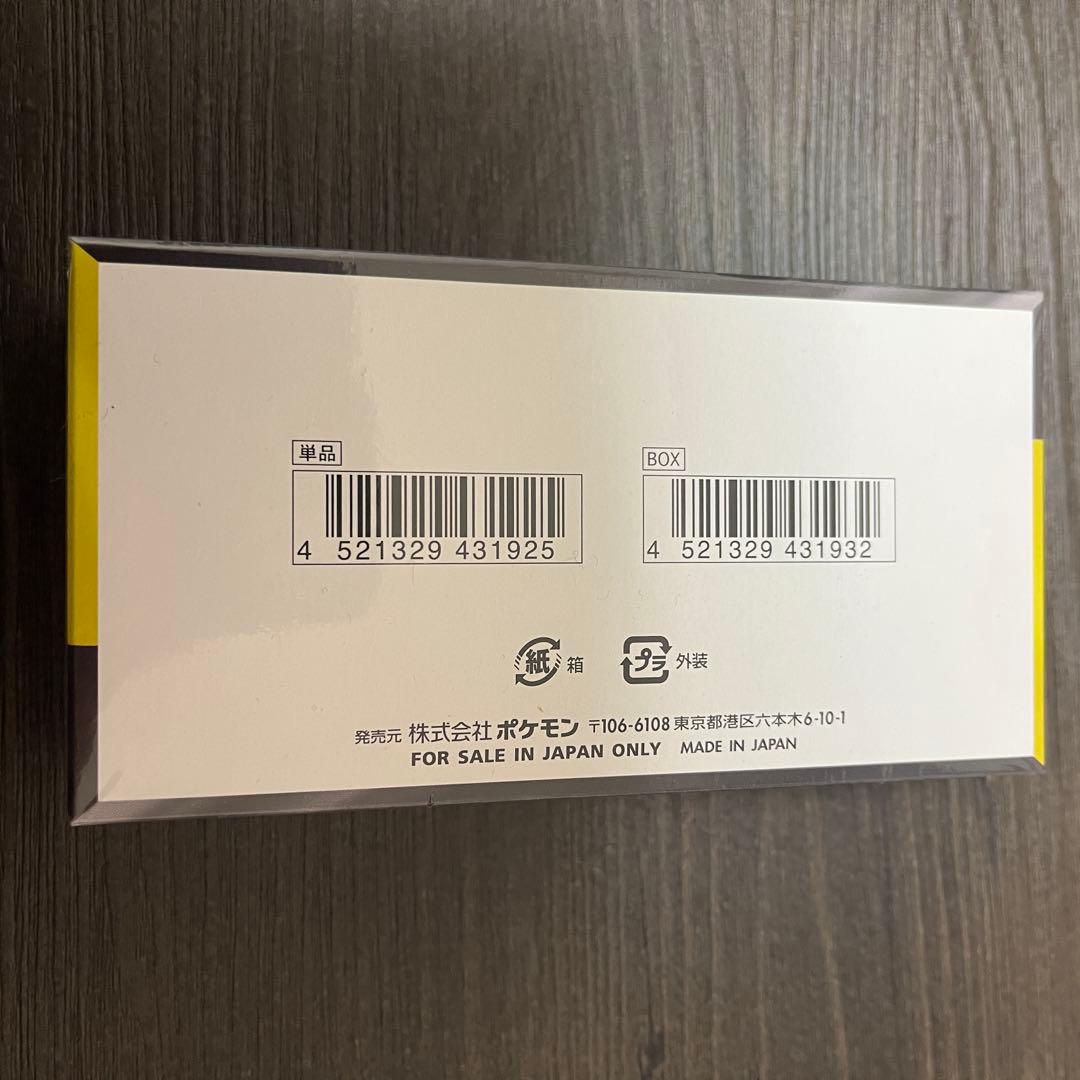 単品
4 521329 431925
BOX
4 521329 431932
紙 箱
プラ 外装
発売元 株式会社 ポケモン 〒106-6108 東京都港区六本木6-10-1
FOR SALE IN JAPAN ONLY MADE IN JAPAN